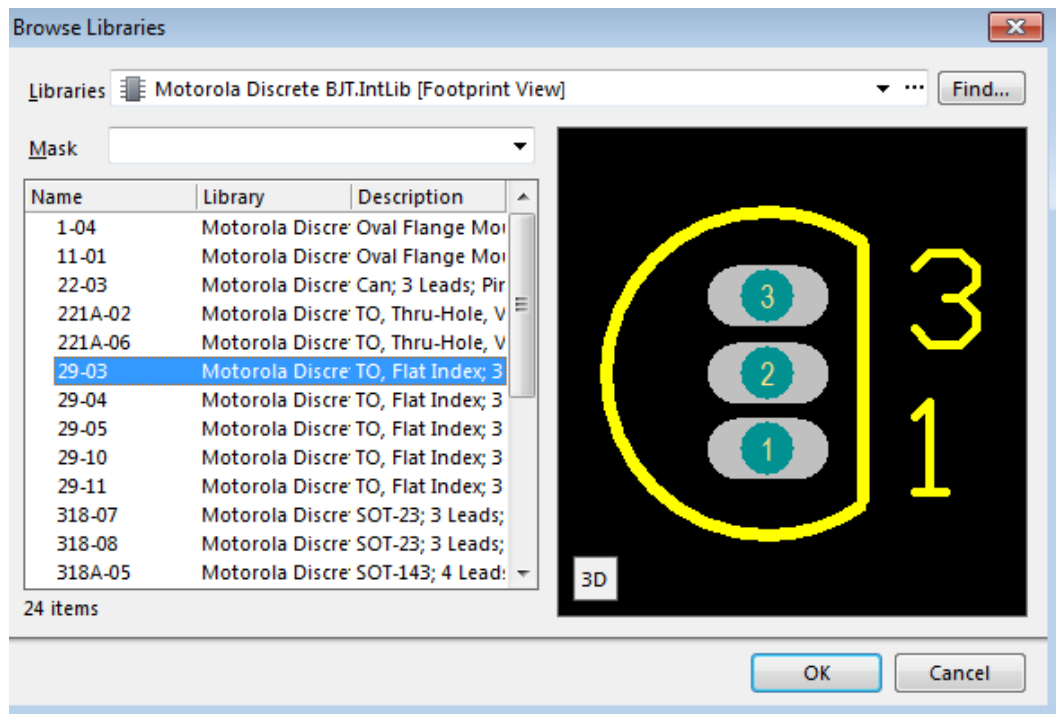 Browse Libraries
Libraries Motorola Discrete BJT.IntLib [Footprint View] ... Find...
Mask
Name Library Description
1-04 Motorola Discre Oval Flange Mou
11-01 Motorola Discre Oval Flange Mou
22-03 Motorola Discre Can; 3 Leads; Pin
221A-02 Motorola Discre TO, Thru-Hole, V
221A-06 Motorola Discre TO, Thru-Hole, V
29-03 Motorola Discre TO, Flat Index; 3
29-04 Motorola Discre TO, Flat Index; 3
29-05 Motorola Discre TO, Flat Index; 3
29-10 Motorola Discre TO, Flat Index; 3
29-11 Motorola Discre TO, Flat Index; 3
318-07 Motorola Discre SOT-23; 3 Leads;
318-08 Motorola Discre SOT-23; 3 Leads;
318A-05 Motorola Discre SOT-143; 4 Leads
24 items
3
2
1
3
1
3D
OK Cancel